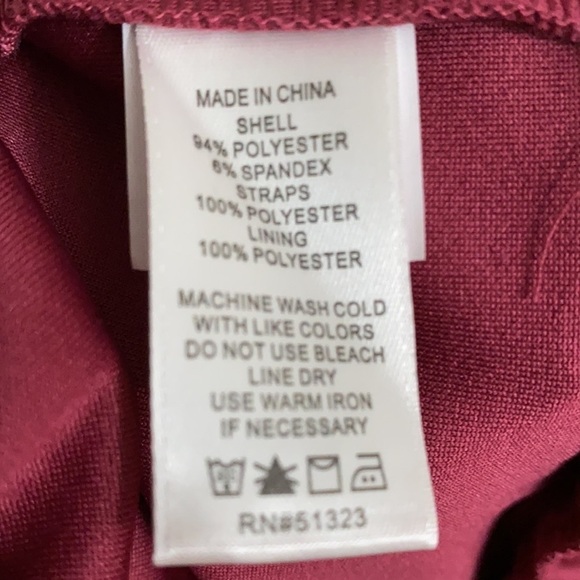 MADE IN CHINA
SHELL
94% POLYESTER
6% SPANDEX
STRAPS
100% POLYESTER
LINING
100% POLYESTER
MACHINE WASH COLD
WITH LIKE COLORS
DO NOT USE BLEACH
LINE DRY
USE WARM IRON
IF NECESSARY
RN#51323